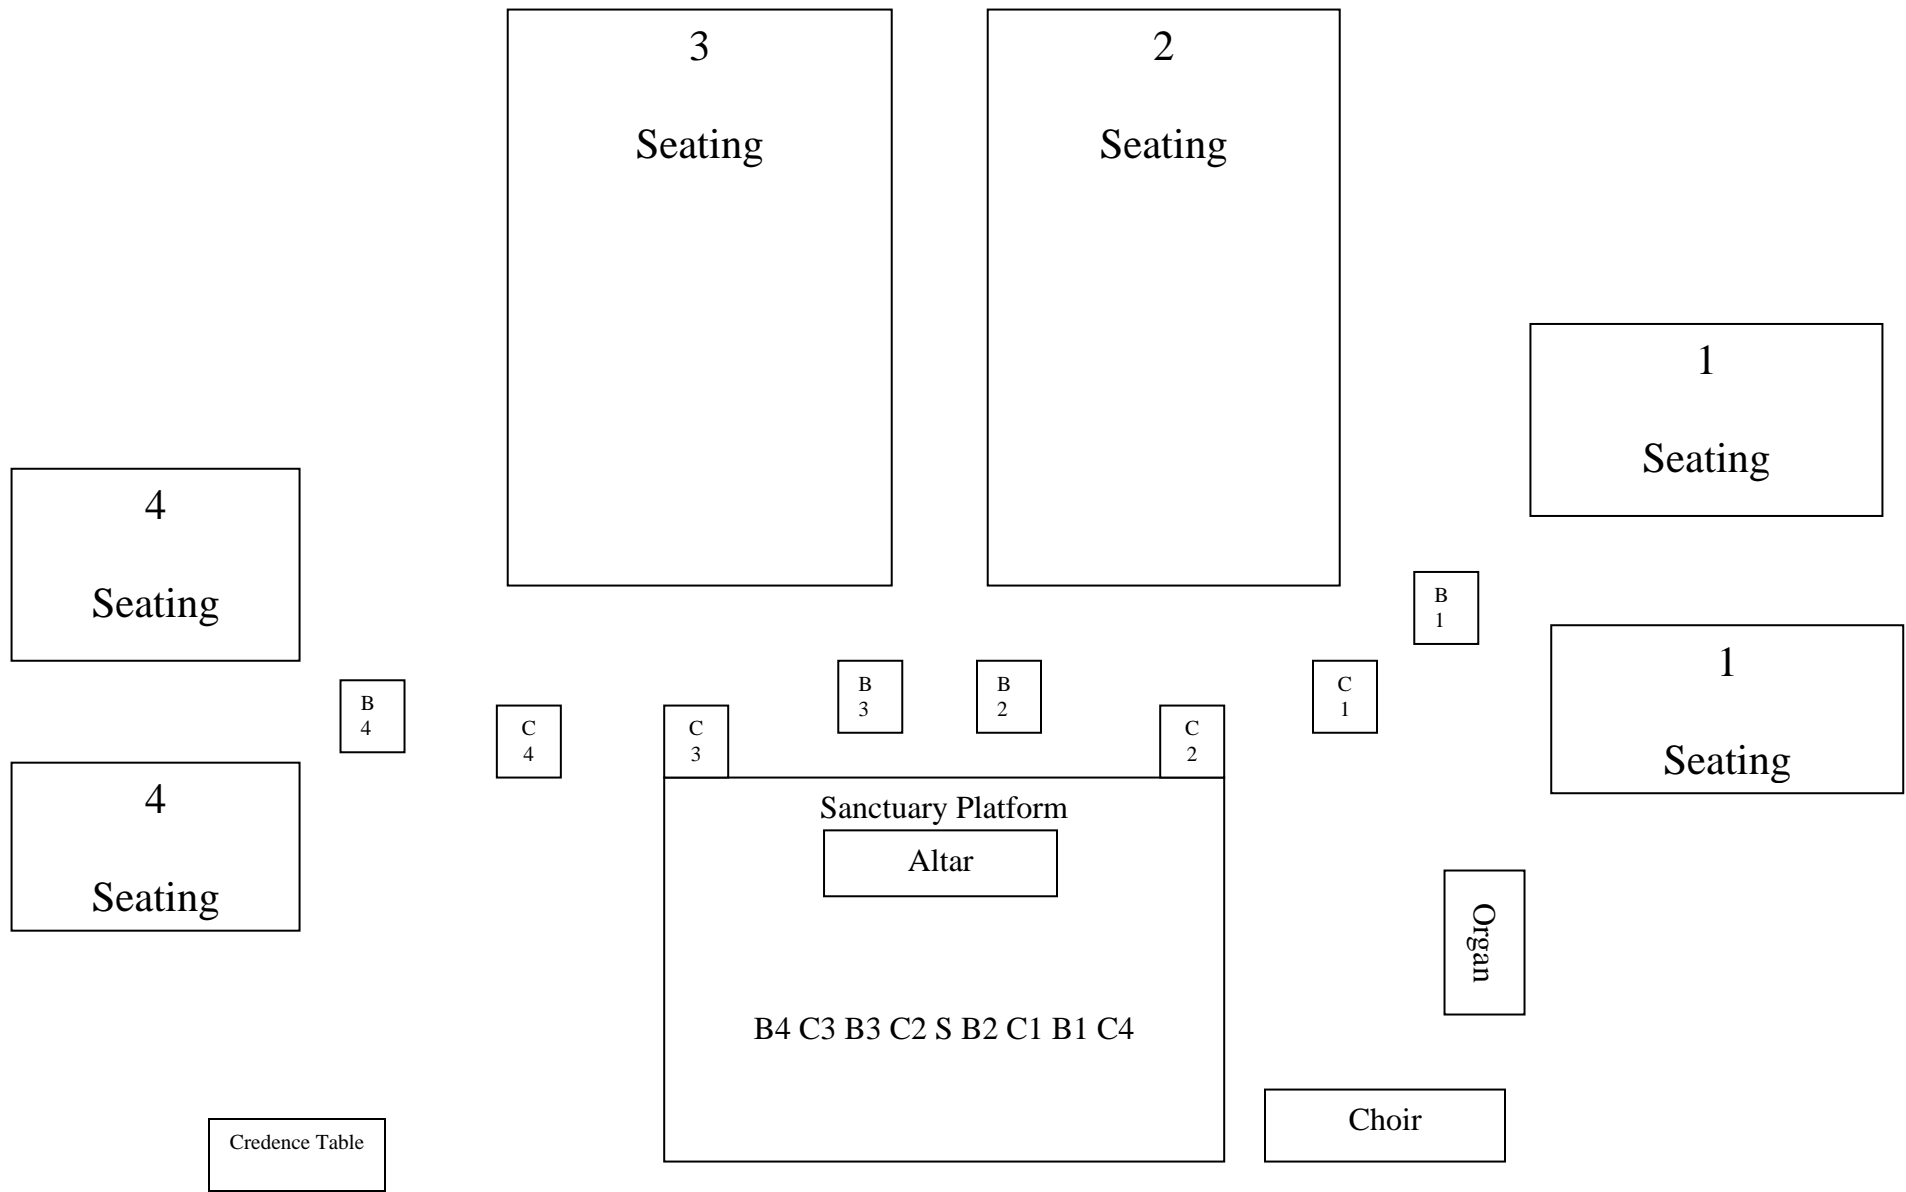 3
Seating
2
Seating
1
Seating
4
Seating
B
1
1
Seating
B
4
C
4
C
3
B
3
B
2
C
2
C
1
4
Seating
Sanctuary Platform
Altar
Organ
B4 C3 B3 C2 S B2 C1 B1 C4
Choir
Credence Table